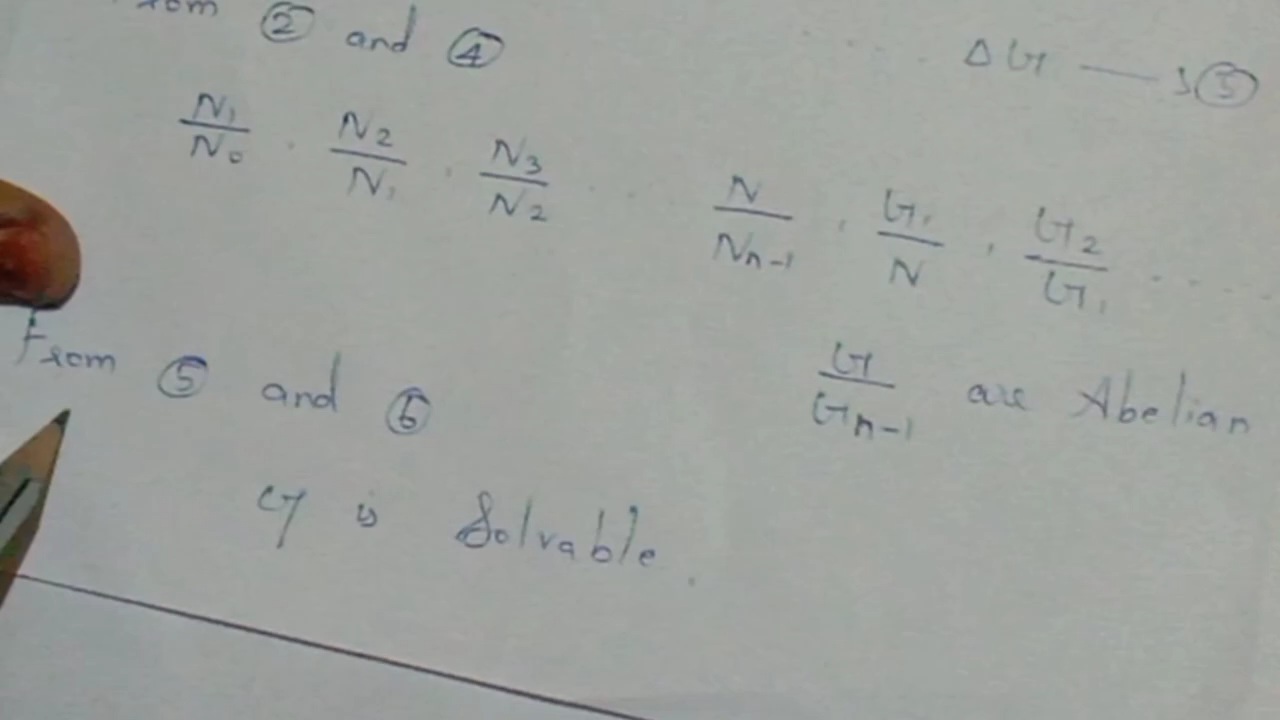 From ② and ④
.... Δ G — ⑤
N₁/N₀ . N₂/N₁ . N₃/N₂ .. N/Nₙ₋₁ . G₁/N . G₂/G₁ .....
G/Gₙ₋₁ are Abelian
From ⑤ and ⑥
G is Solvable.